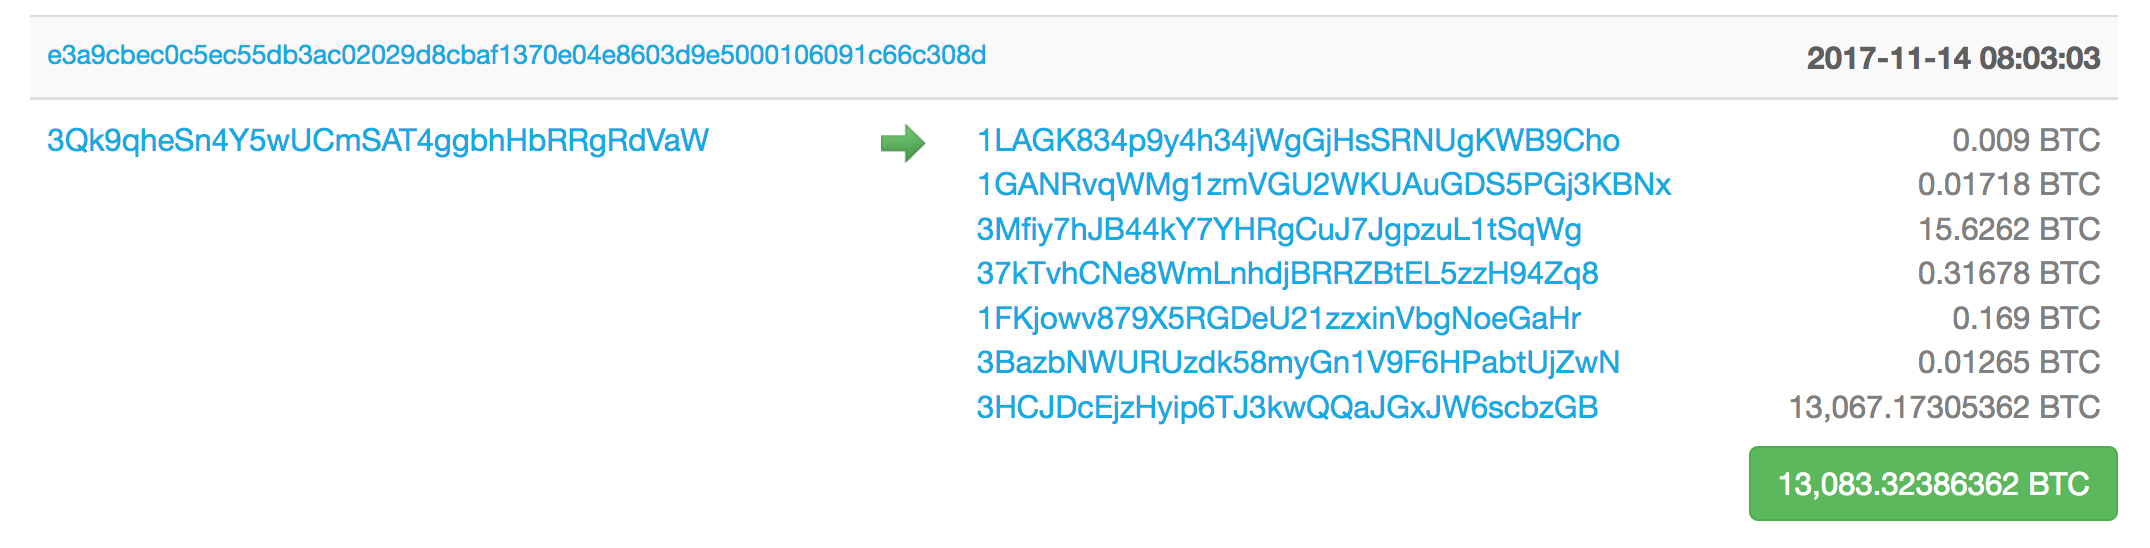 e3a9cbec0c5ec55db3ac02029d8cbaf1370e04e8603d9e5000106091c66c308d 2017-11-14 08:03:03
3Qk9qheSn4Y5wUCmSAT4ggbhHbRRgRdVaW 1LAGK834p9y4h34jWgGjHsSRNUgKWB9Cho 0.009 BTC
1GANRvqWMg1zmVGU2WKUAuGDS5PGj3KBNx 0.01718 BTC
3Mfiy7hJB44kY7YHRgCuJ7JgpzuL1tSqWg 15.6262 BTC
37kTvhCNe8WmLnhdjBRRZBtEL5zzH94Zq8 0.31678 BTC
1FKjowv879X5RGDeU21zzxinVbgNoeGaHr 0.169 BTC
3BazbNWURUzdk58myGn1V9F6HPabtUjZwN 0.01265 BTC
3HCJDcEjzHyip6TJ3kwQQaJGxJW6scbzGB 13,067.17305362 BTC
13,083.32386362 BTC